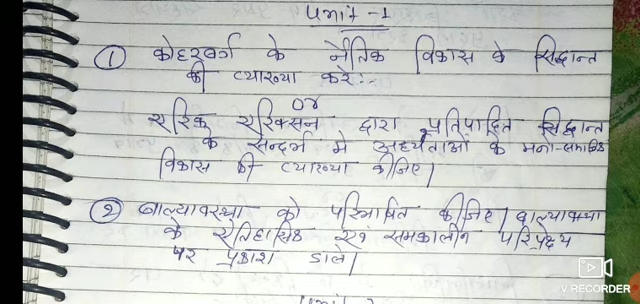 Unit -1
① कोहलबर्ग के नैतिक विकास के सिद्धान्त
की व्याख्या करे:-
Or
एरिक एरिक्सन द्वारा प्रतिपादित सिद्धान्त
के सन्दर्भ मे अध्येताओं के मनो-सामाजिक
विकास की व्याख्या कीजिए।
② बाल्यावस्था को परिभाषित कीजिए। बाल्यावस्था
के ऐतिहासिक एवं समकालीन परिप्रेक्ष्य
पर प्रकाश डाले।
V RECORDER